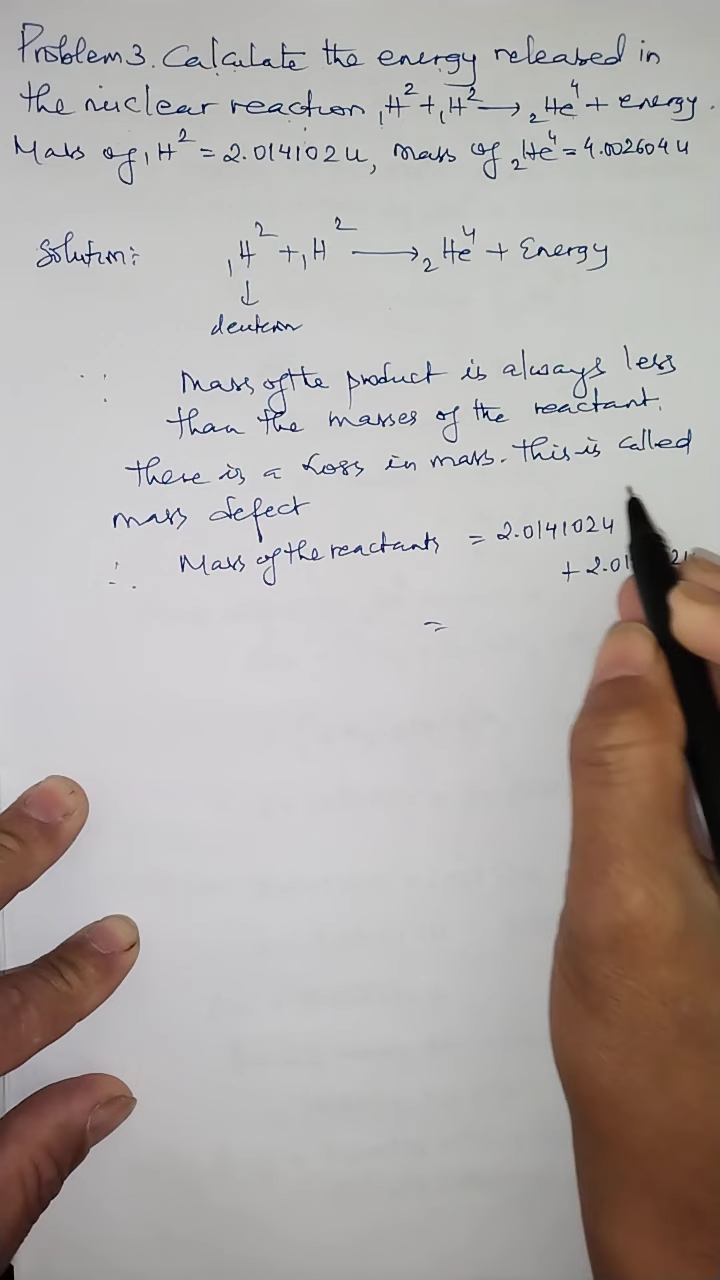 Problem 3. Calculate the energy released in
the nuclear reaction ₁H² + ₁H² → ₂He⁴ + energy.
Mass of ₁H² = 2.014102u, mass of ₂He⁴ = 4.002604u
Solution: ₁H² + ₁H² → ₂He⁴ + Energy
↓
deuteron
∵ Mass of the product is always less
than the masses of the reactant.
there is a Loss in mass. this is called
mass defect
∴ Mass of the reactants = 2.014102u
+ 2.01
=